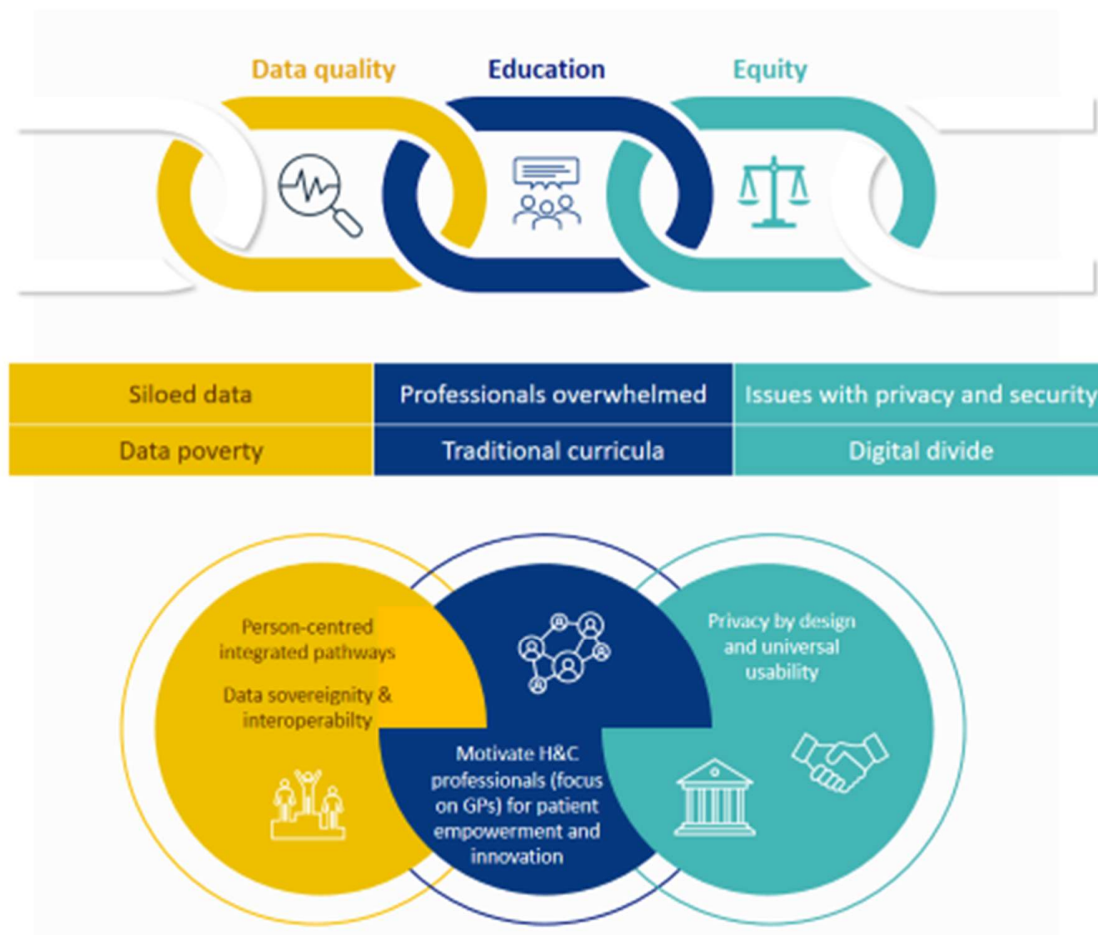 Data quality
Education
Equity
Siloed data
Professionals overwhelmed
Issues with privacy and security
Data poverty
Traditional curricula
Digital divide
Person-centred
integrated pathways
Data sovereignity &
interoperabilty
Motivate H&C
professionals (focus
on GPs) for patient
empowerment and
innovation
Privacy by design
and universal
usability